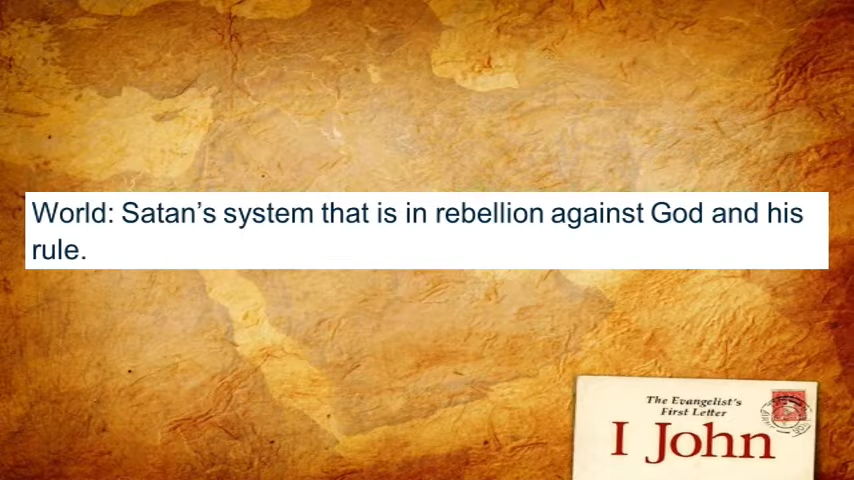 World: Satan’s system that is in rebellion against God and his
rule.
The Evangelist's
First Letter
I John